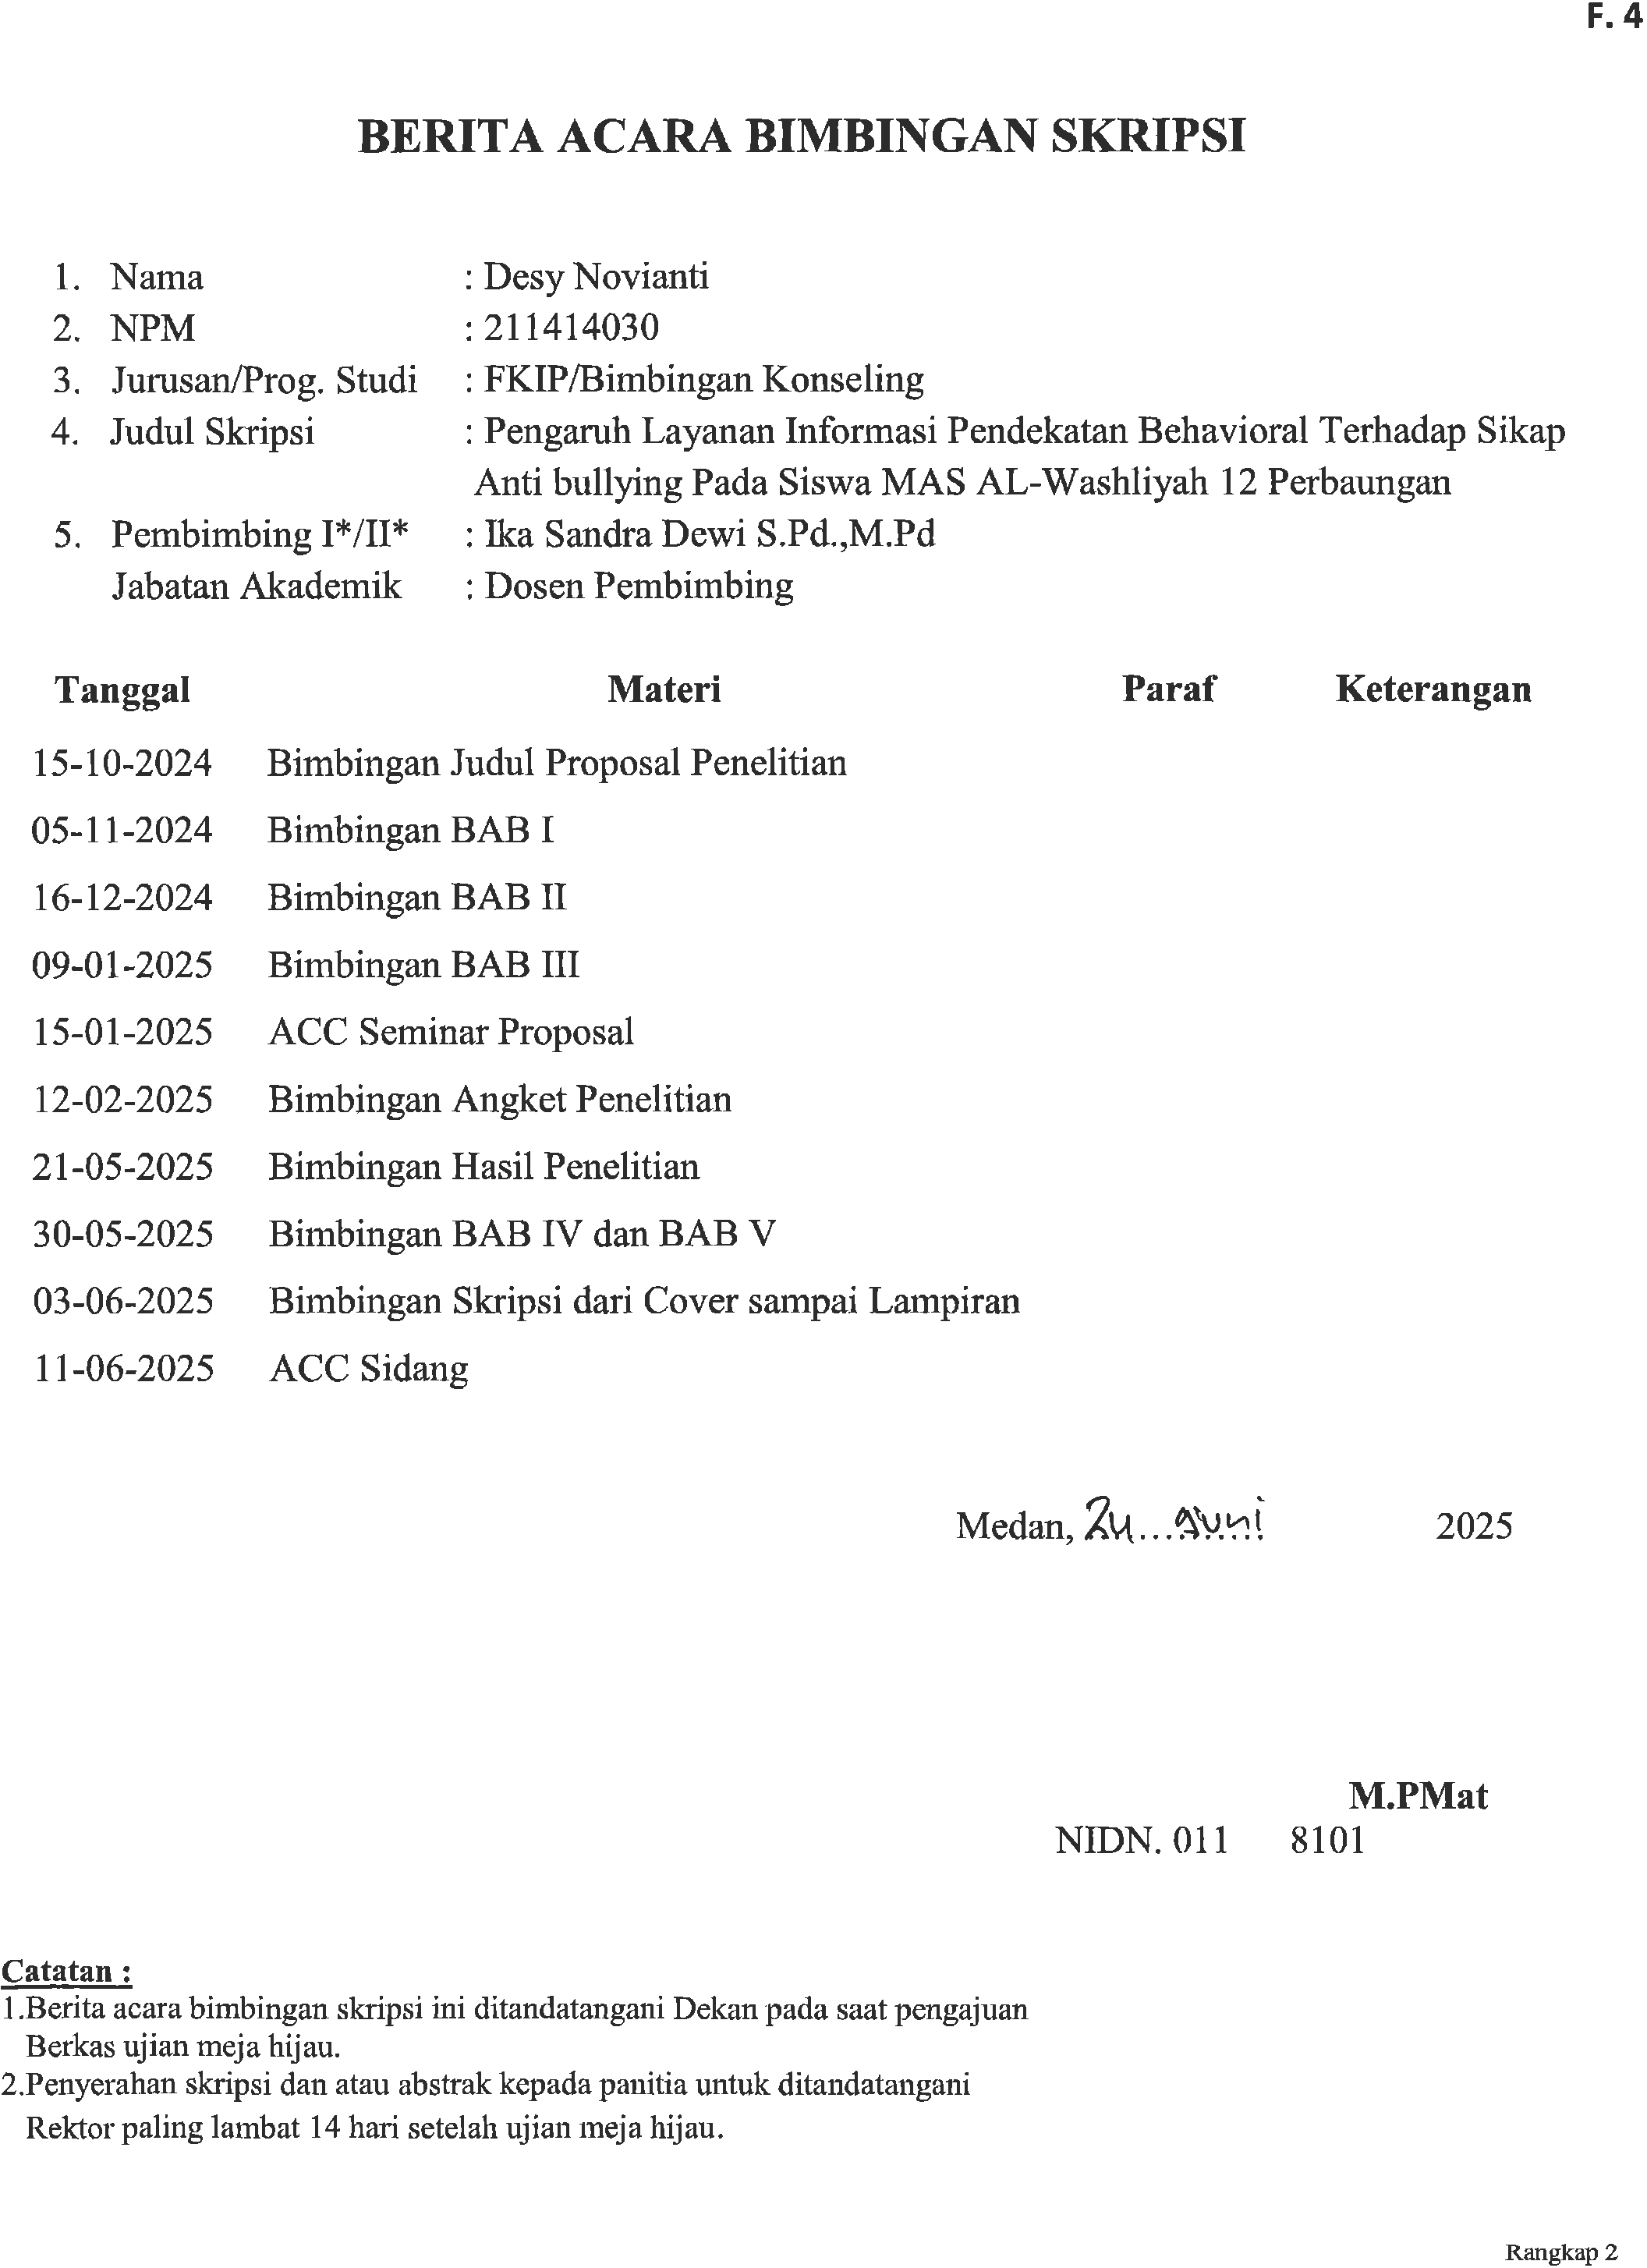 F. 4
BERITA ACARA BIMBINGAN SKRIPSI
1. Nama : Desy Novianti
2. NPM : 211414030
3. Jurusan/Prog. Studi : FKIP/Bimbingan Konseling
4. Judul Skripsi : Pengaruh Layanan Informasi Pendekatan Behavioral Terhadap Sikap
Anti bullying Pada Siswa MAS AL-Washliyah 12 Perbaungan
5. Pembimbing I*/II* : Ika Sandra Dewi S.Pd.,M.Pd
Jabatan Akademik : Dosen Pembimbing
Tanggal Materi Paraf Keterangan
15-10-2024 Bimbingan Judul Proposal Penelitian
05-11-2024 Bimbingan BAB I
16-12-2024 Bimbingan BAB II
09-01-2025 Bimbingan BAB III
15-01-2025 ACC Seminar Proposal
12-02-2025 Bimbingan Angket Penelitian
21-05-2025 Bimbingan Hasil Penelitian
30-05-2025 Bimbingan BAB IV dan BAB V
03-06-2025 Bimbingan Skripsi dari Cover sampai Lampiran
11-06-2025 ACC Sidang
Medan, 24...Juni 2025
M.PMat
NIDN. 011 8101
Catatan :
1.Berita acara bimbingan skripsi ini ditandatangani Dekan pada saat pengajuan
Berkas ujian meja hijau.
2.Penyerahan skripsi dan atau abstrak kepada panitia untuk ditandatangani
Rektor paling lambat 14 hari setelah ujian meja hijau.
Rangkap 2